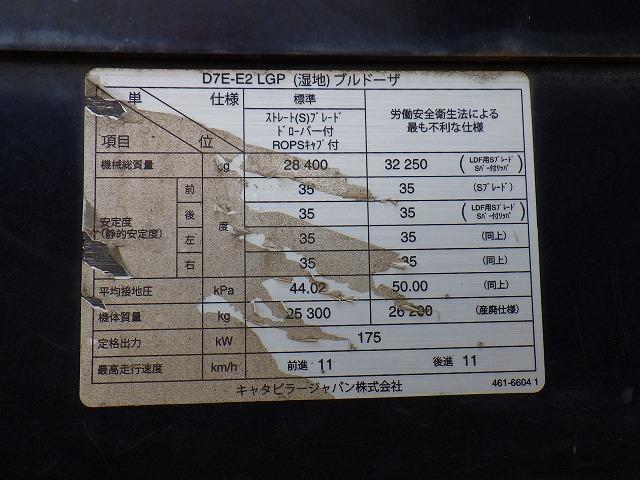 D7E-E2 LGP (湿地) ブルドーザ
単 仕様 標準 労働安全衛生法による
ストレート(S)ブレード 最も不利な仕様
ドローバー付
項目 位 ROPSキャブ付
機械総質量 kg 28 400 32 250 (LDF用Sブレード
Sバー付リッパ)
前 35 35 (Sブレード)
安定度 後 35 35 (LDF用Sブレード
(静的安定度) 度 Sバー付リッパ)
左 35 35 (同上)
右 35 35 (同上)
平均接地圧 kPa 44.02 50.00 (同上)
機体質量 kg 25 300 26 200 (産廃仕様)
定格出力 kW 175
最高走行速度 km/h 前進 11 後進 11
キャタピラージャパン株式会社 461-6604 1